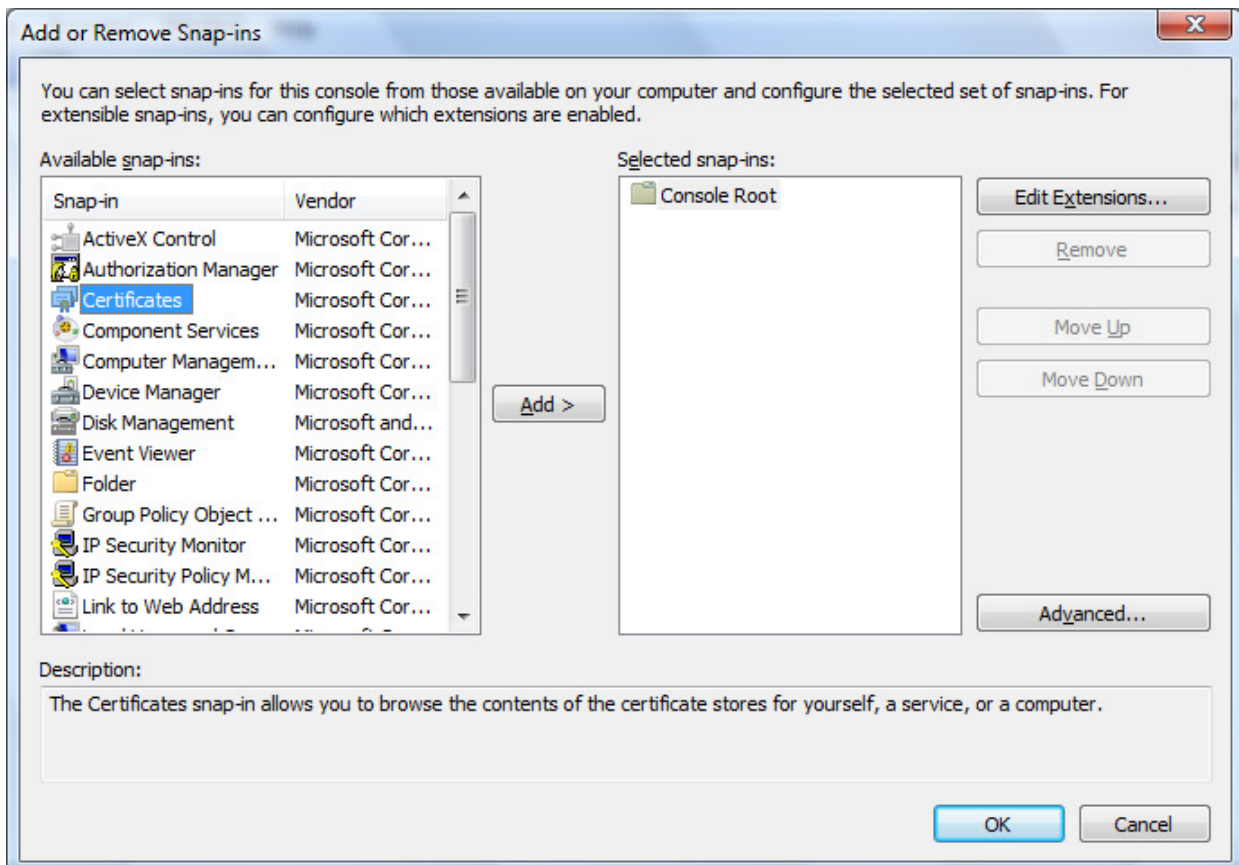 Add or Remove Snap-ins
You can select snap-ins for this console from those available on your computer and configure the selected set of snap-ins. For
extensible snap-ins, you can configure which extensions are enabled.
Available snap-ins:
Snap-in Vendor
ActiveX Control Microsoft Cor...
Authorization Manager Microsoft Cor...
Certificates Microsoft Cor...
Component Services Microsoft Cor...
Computer Managem... Microsoft Cor...
Device Manager Microsoft Cor...
Disk Management Microsoft and...
Event Viewer Microsoft Cor...
Folder Microsoft Cor...
Group Policy Object ... Microsoft Cor...
IP Security Monitor Microsoft Cor...
IP Security Policy M... Microsoft Cor...
Link to Web Address Microsoft Cor...
Add >
Selected snap-ins:
Console Root
Edit Extensions...
Remove
Move Up
Move Down
Advanced...
Description:
The Certificates snap-in allows you to browse the contents of the certificate stores for yourself, a service, or a computer.
OK
Cancel